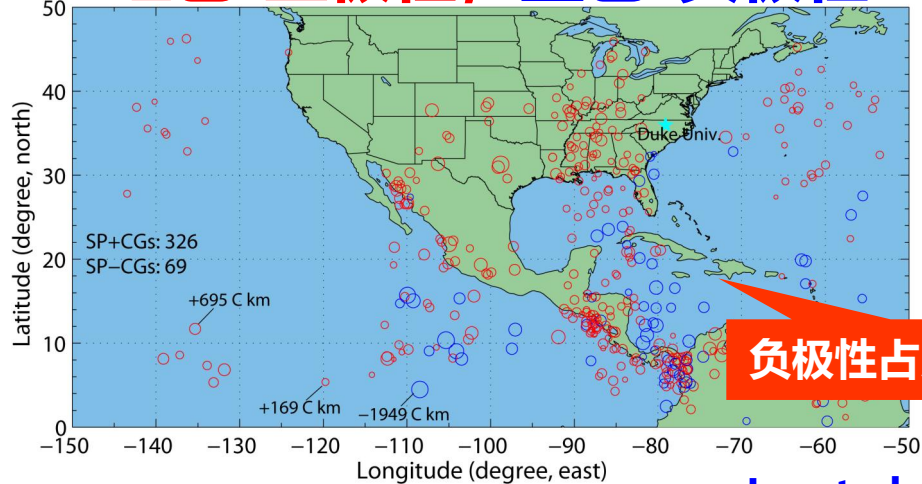 50
40
30
20
10
0
Latitude (degree, north)
Duke Univ.
SP+CGs: 326
SP−CGs: 69
+695 C km
+169 C km
−1949 C km
负极性占
−150 −140 −130 −120 −110 −100 −90 −80 −70 −60 −50
Longitude (degree, east)